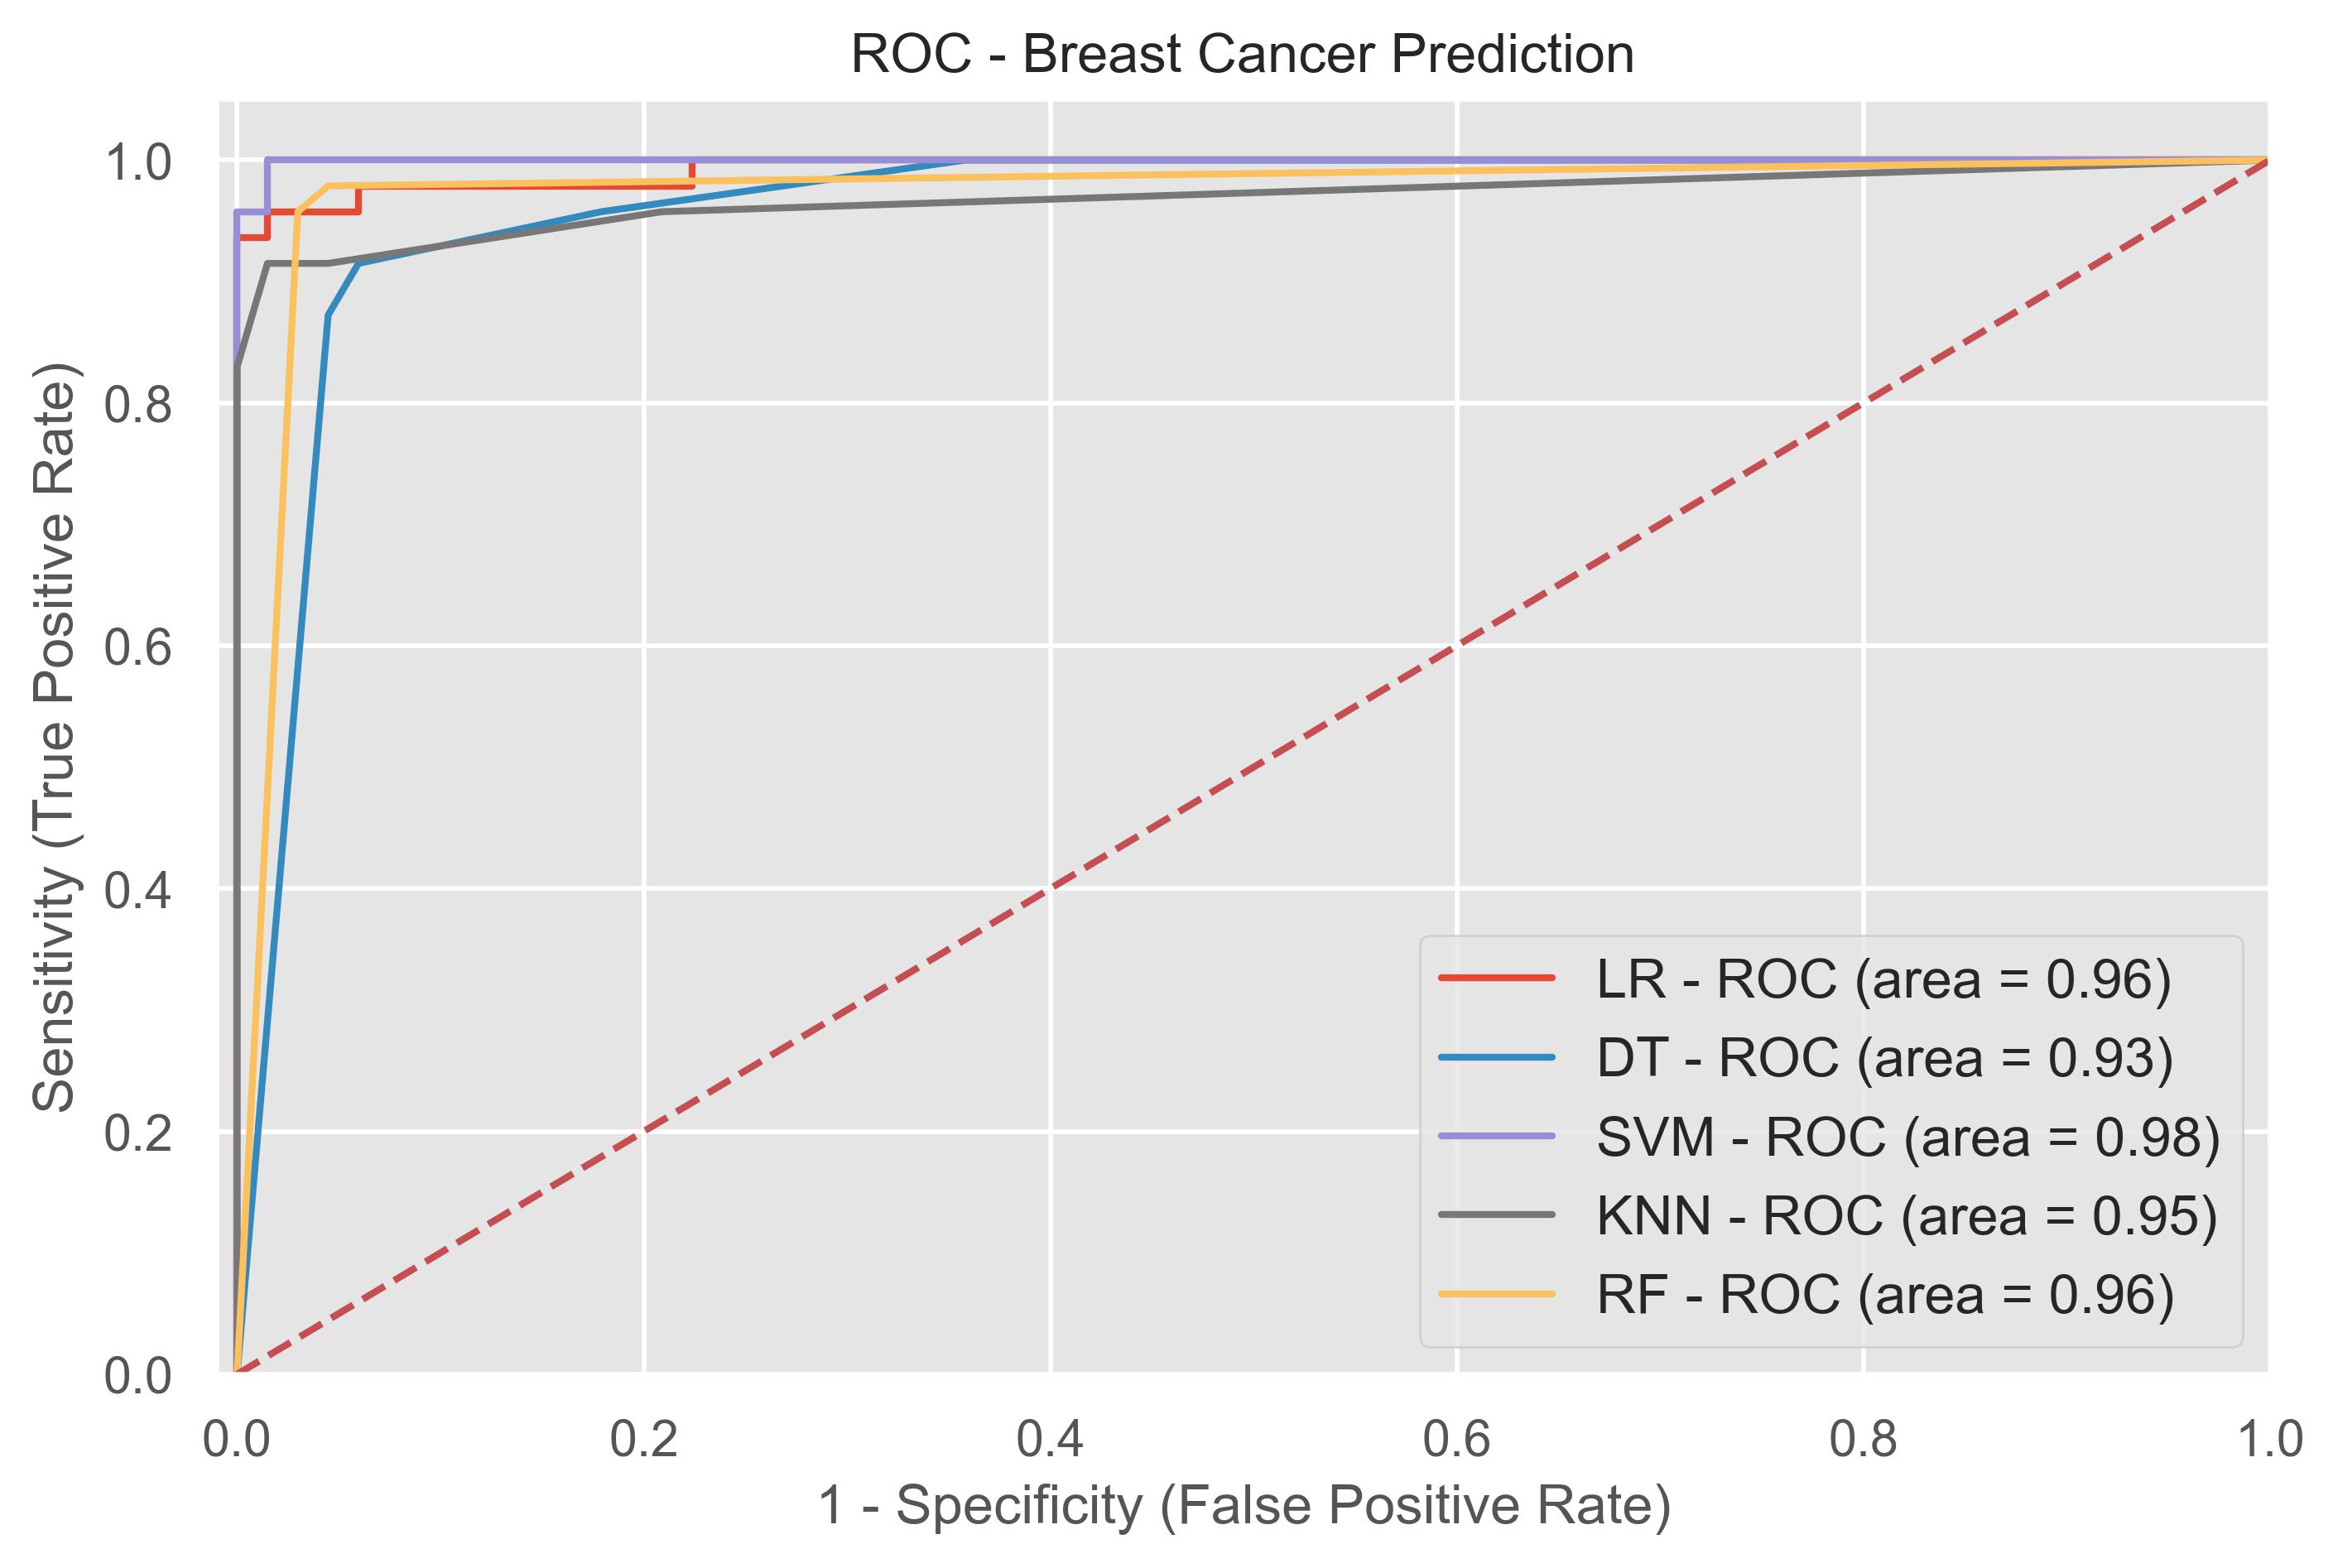 ROC - Breast Cancer Prediction
Sensitivity (True Positive Rate)
1.0
0.8
0.6
0.4
0.2
0.0
LR - ROC (area = 0.96)
DT - ROC (area = 0.93)
SVM - ROC (area = 0.98)
KNN - ROC (area = 0.95)
RF - ROC (area = 0.96)
0.0 0.2 0.4 0.6 0.8 1.0
1 - Specificity (False Positive Rate)